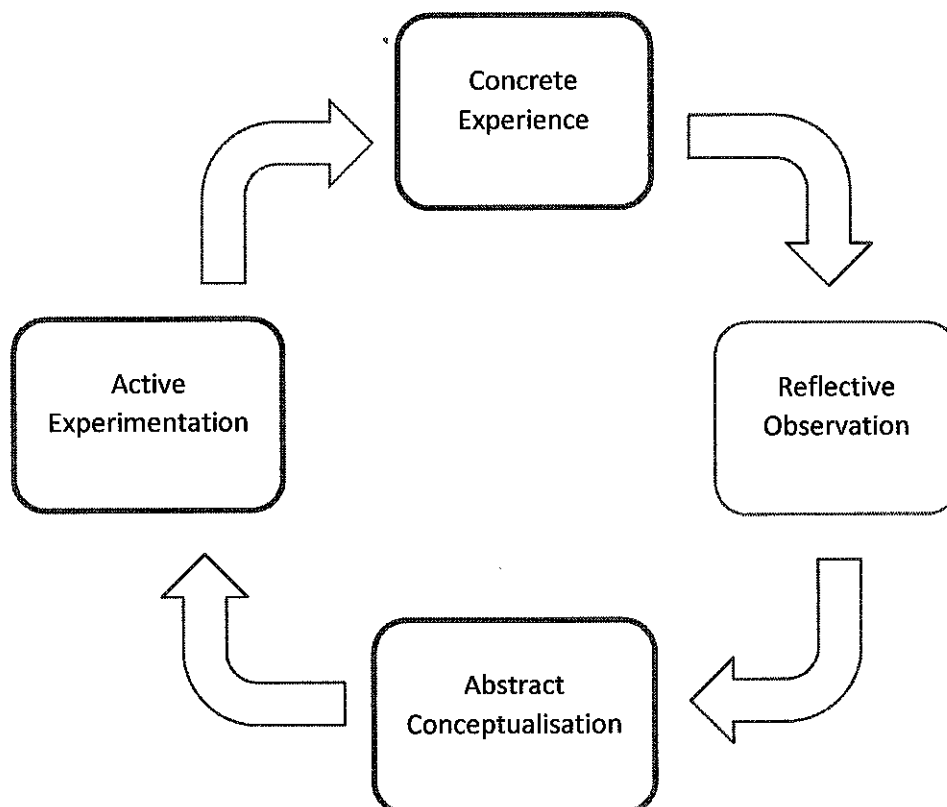 Concrete
Experience
Active
Experimentation
Reflective
Observation
Abstract
Conceptualisation